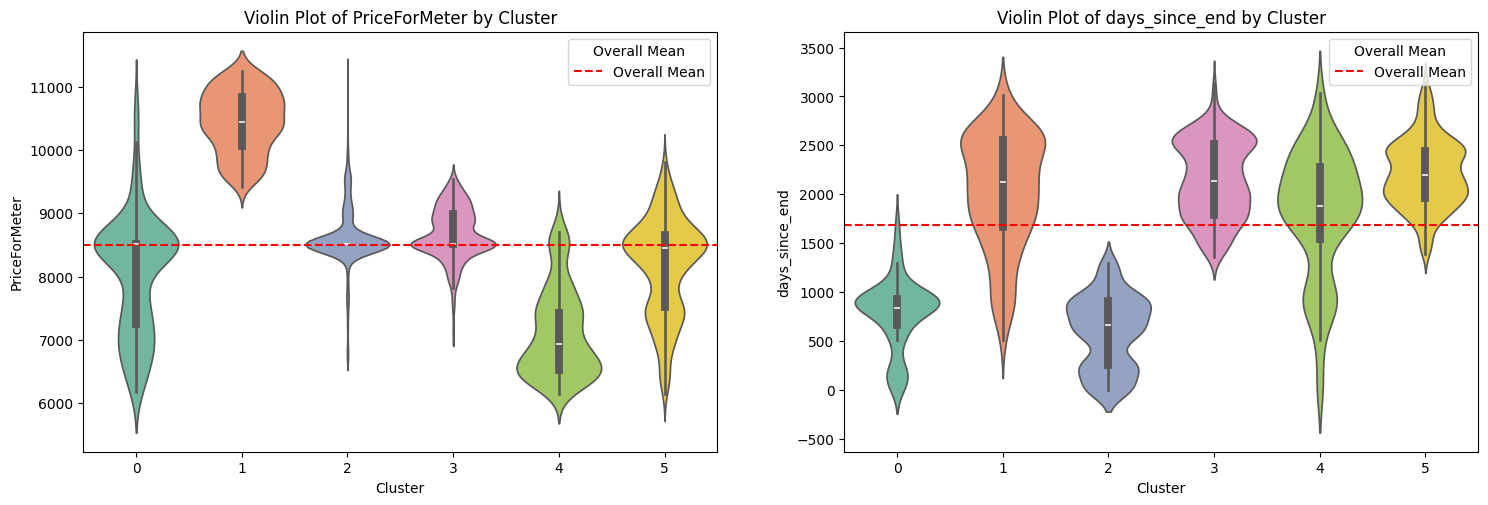 Violin Plot of PriceForMeter by Cluster
Overall Mean
Overall Mean
11000
10000
9000
8000
7000
6000
PriceForMeter
0 1 2 3 4 5
Cluster
Violin Plot of days_since_end by Cluster
Overall Mean
Overall Mean
3500
3000
2500
2000
1500
1000
500
0
−500
days_since_end
0 1 2 3 4 5
Cluster